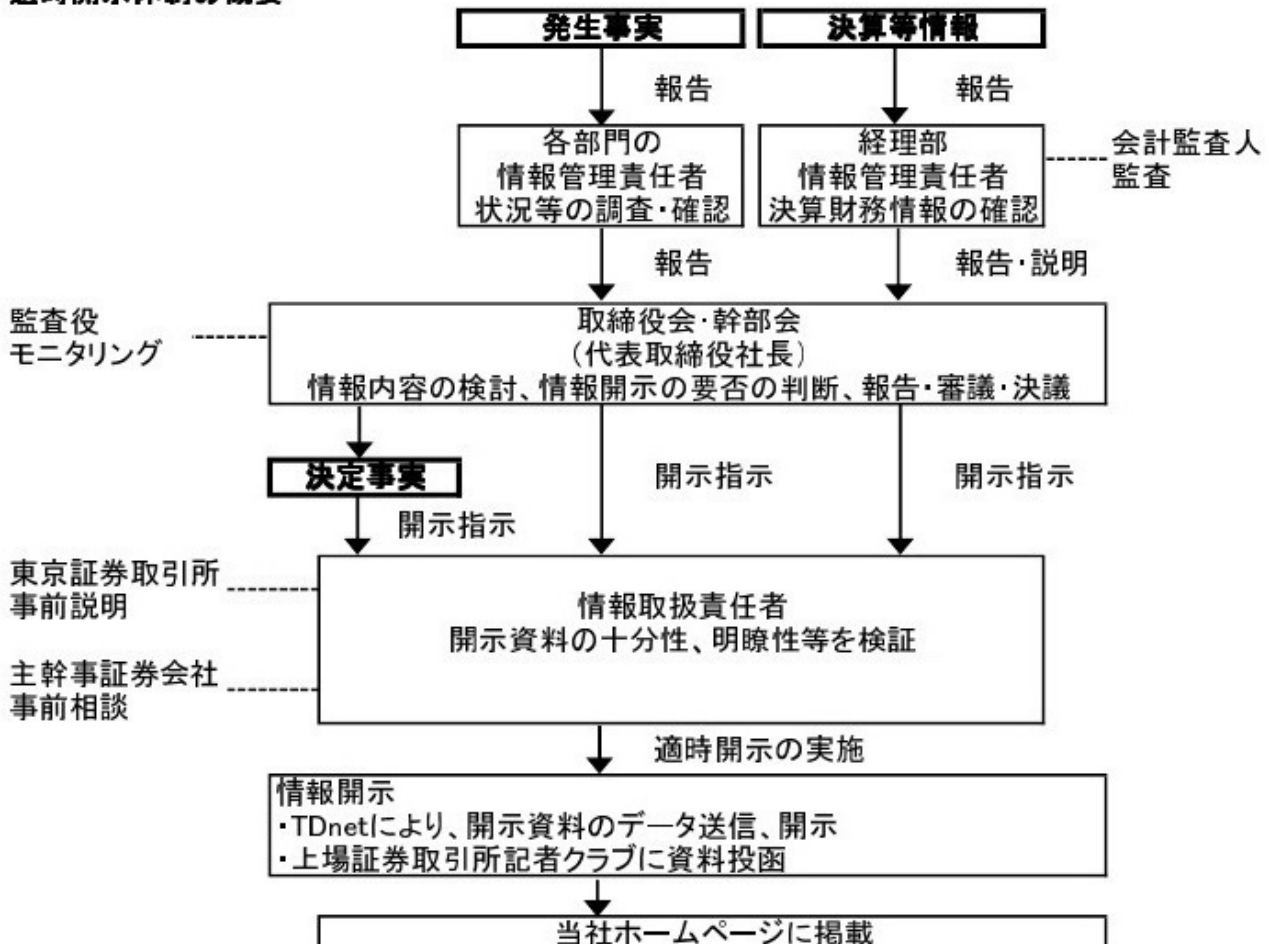 発生事実
決算等情報
報告
報告
各部門の
情報管理責任者
状況等の調査・確認
経理部
情報管理責任者
決算財務情報の確認
会計監査人
監査
報告
報告・説明
監査役
モニタリング
取締役会・幹部会
（代表取締役社長）
情報内容の検討、情報開示の要否の判断、報告・審議・決議
決定事実
開示指示
開示指示
開示指示
東京証券取引所
事前説明
情報取扱責任者
開示資料の十分性、明瞭性等を検証
主幹事証券会社
事前相談
適時開示の実施
情報開示
・TDnetにより、開示資料のデータ送信、開示
・上場証券取引所記者クラブに資料投函
当社ホームページに掲載